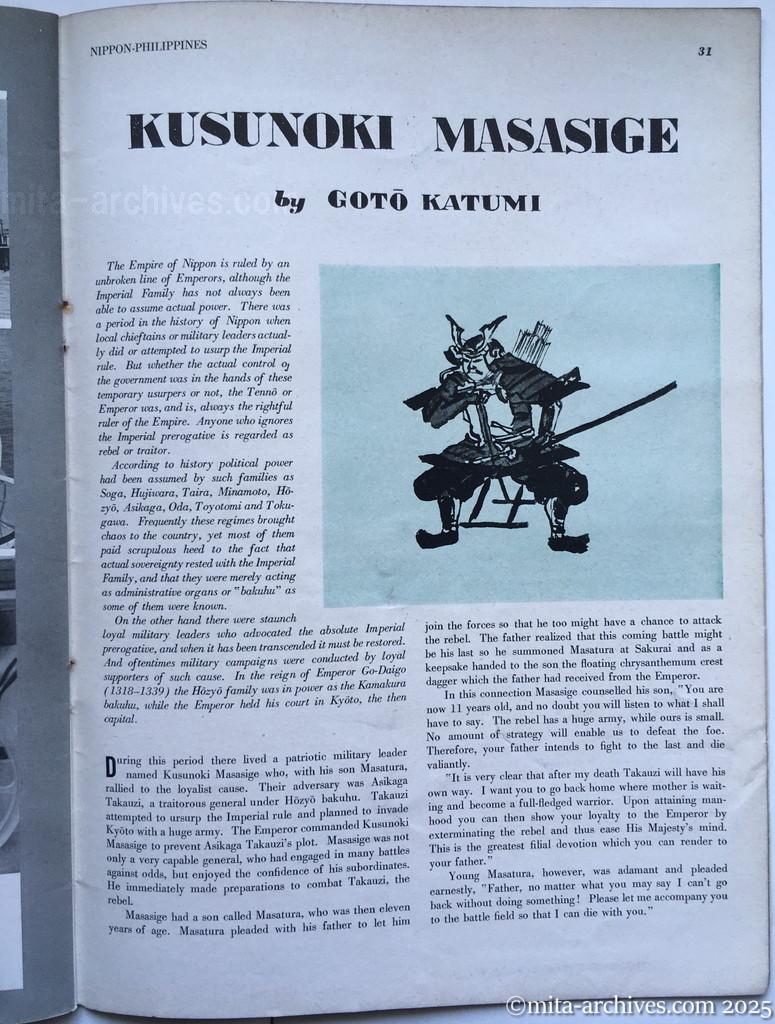 NIPPON-PHILIPPINES
31
KUSUNOKI MASASIGE
by GOTŌ KATUMI
The Empire of Nippon is ruled by an
unbroken line of Emperors, although the
Imperial Family has not always been
able to assume actual power. There was
a period in the history of Nippon when
local chieftains or military leaders actual-
ly did or attempted to usurp the Imperial
rule. But whether the actual control of
the government was in the hands of these
temporary usurpers or not, the Tennō or
Emperor was, and is, always the rightful
ruler of the Empire. Anyone who ignores
the Imperial prerogative is regarded as
rebel or traitor.
According to history political power
had been assumed by such families as
Soga, Hujiwara, Taira, Minamoto, Hō-
zyō, Asikaga, Oda, Toyotomi and Toku-
gawa. Frequently these regimes brought
chaos to the country, yet most of them
paid scrupulous heed to the fact that
actual sovereignty rested with the Imperial
Family, and that they were merely acting
as administrative organs or "bakuhu" as
some of them were known.
On the other hand there were staunch
loyal military leaders who advocated the absolute Imperial
prerogative, and when it has been transcended it must be restored.
And oftentimes military campaigns were conducted by loyal
supporters of such cause. In the reign of Emperor Go-Daigo
(1318–1339) the Hōzyō family was in power as the Kamakura
bakuhu, while the Emperor held his court in Kyōto, the then
capital.
During this period there lived a patriotic military leader
named Kusunoki Masasige who, with his son Masatura,
rallied to the loyalist cause. Their adversary was Asikaga
Takauzi, a traitorous general under Hōzyō bakuhu. Takauzi
attempted to ursurp the Imperial rule and planned to invade
Kyōto with a huge army. The Emperor commanded Kusunoki
Masasige to prevent Asikaga Takauzi's plot. Masasige was not
only a very capable general, who had engaged in many battles
against odds, but enjoyed the confidence of his subordinates.
He immediately made preparations to combat Takauzi, the
rebel.
Masasige had a son called Masatura, who was then eleven
years of age. Masatura pleaded with his father to let him
join the forces so that he too might have a chance to attack
the rebel. The father realized that this coming battle might
be his last so he summoned Masatura at Sakurai and as a
keepsake handed to the son the floating chrysanthemum crest
dagger which the father had received from the Emperor.
In this connection Masasige counselled his son, "You are
now 11 years old, and no doubt you will listen to what I shall
have to say. The rebel has a huge army, while ours is small.
No amount of strategy will enable us to defeat the foe.
Therefore, your father intends to fight to the last and die
valiantly.
"It is very clear that after my death Takauzi will have his
own way. I want you to go back home where mother is wait-
ing and become a full-fledged warrior. Upon attaining man-
hood you can then show your loyalty to the Emperor by
exterminating the rebel and thus ease His Majesty's mind.
This is the greatest filial devotion which you can render to
your father."
Young Masatura, however, was adamant and pleaded
earnestly, "Father, no matter what you may say I can't go
back without doing something! Please let me accompany you
to the battle field so that I can die with you."
mita-archives.com
©mita-archives.com 2025